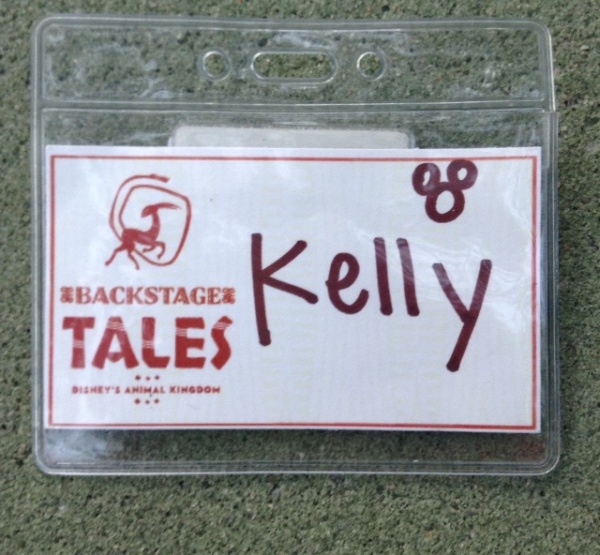 BACKSTAGE
TALES
DISNEY'S ANIMAL KINGDOM
Kelly